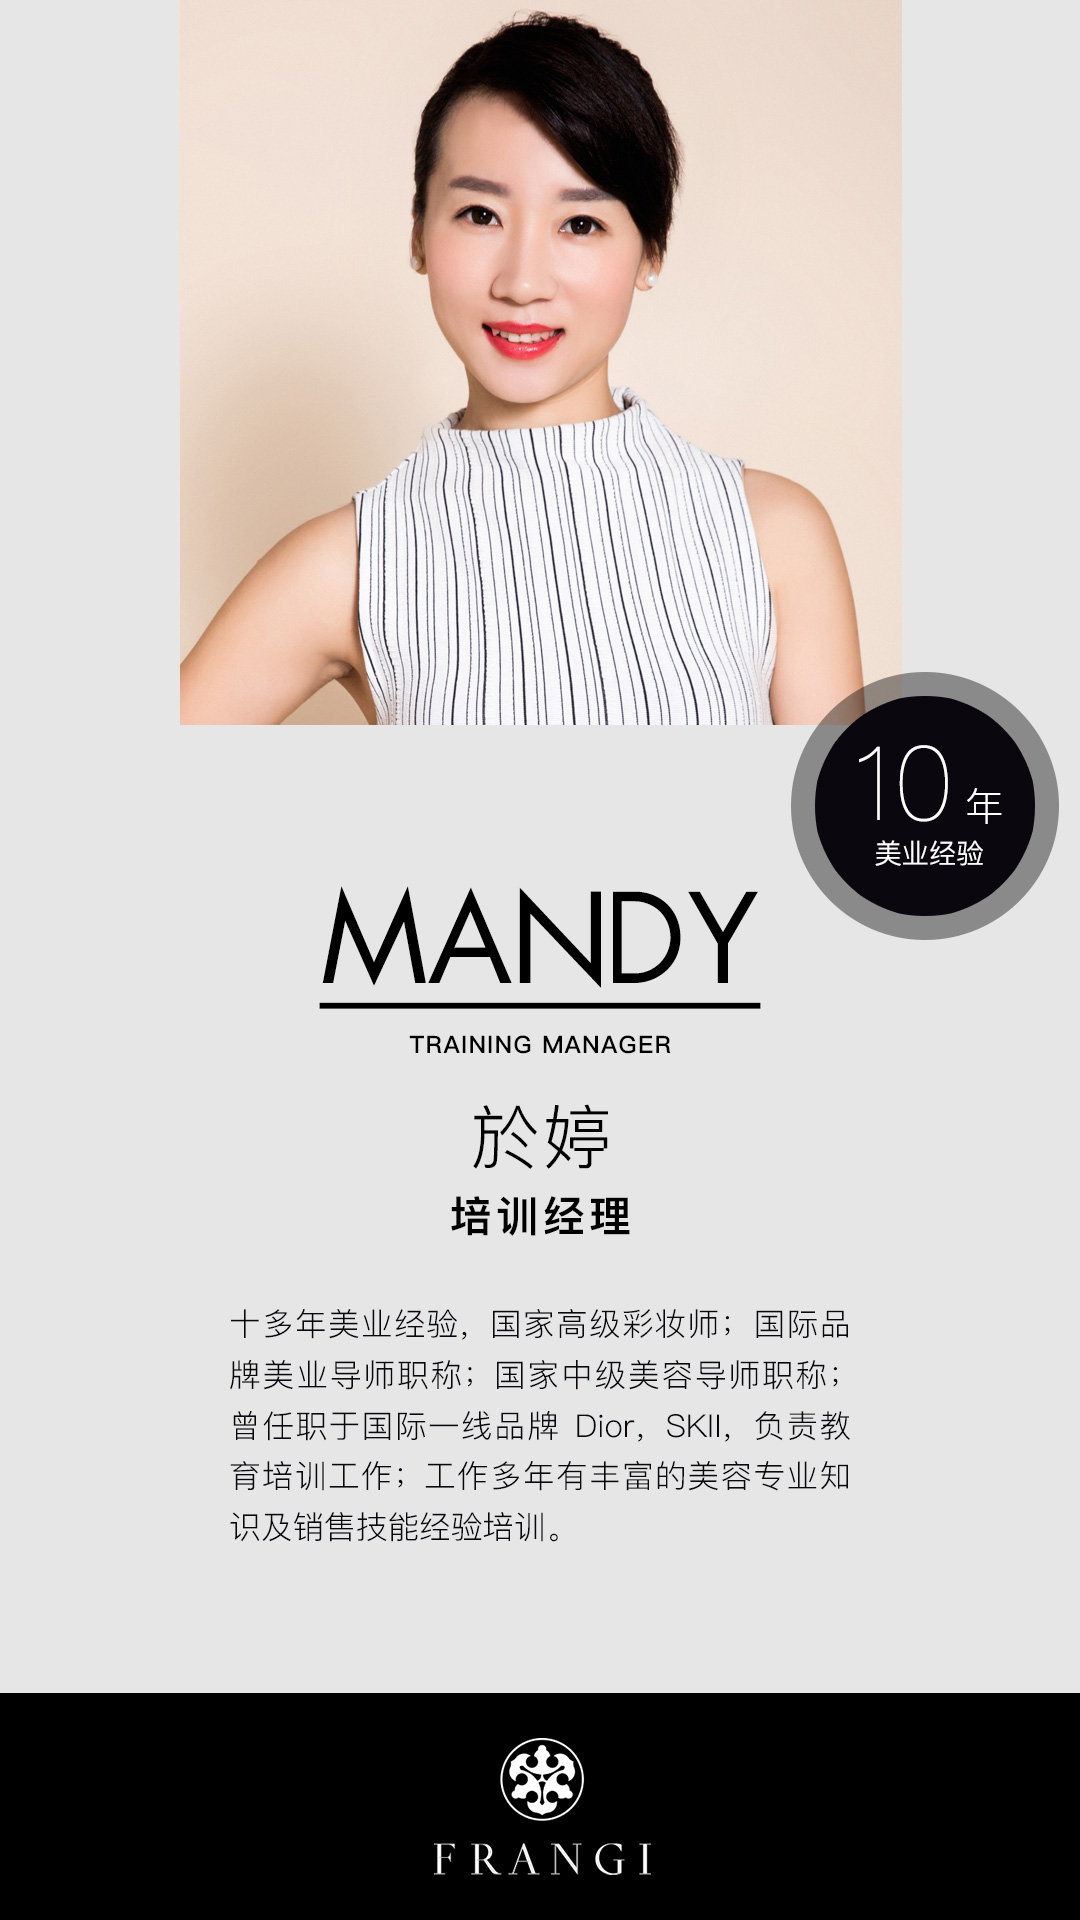 10 年
美业经验
MANDY
TRAINING MANAGER
於婷
培训经理
十多年美业经验，国家高级彩妆师；国际品
牌美业导师职称；国家中级美容导师职称；
曾任职于国际一线品牌 Dior，SKII，负责教
育培训工作；工作多年有丰富的美容专业知
识及销售技能经验培训。
FRANGI